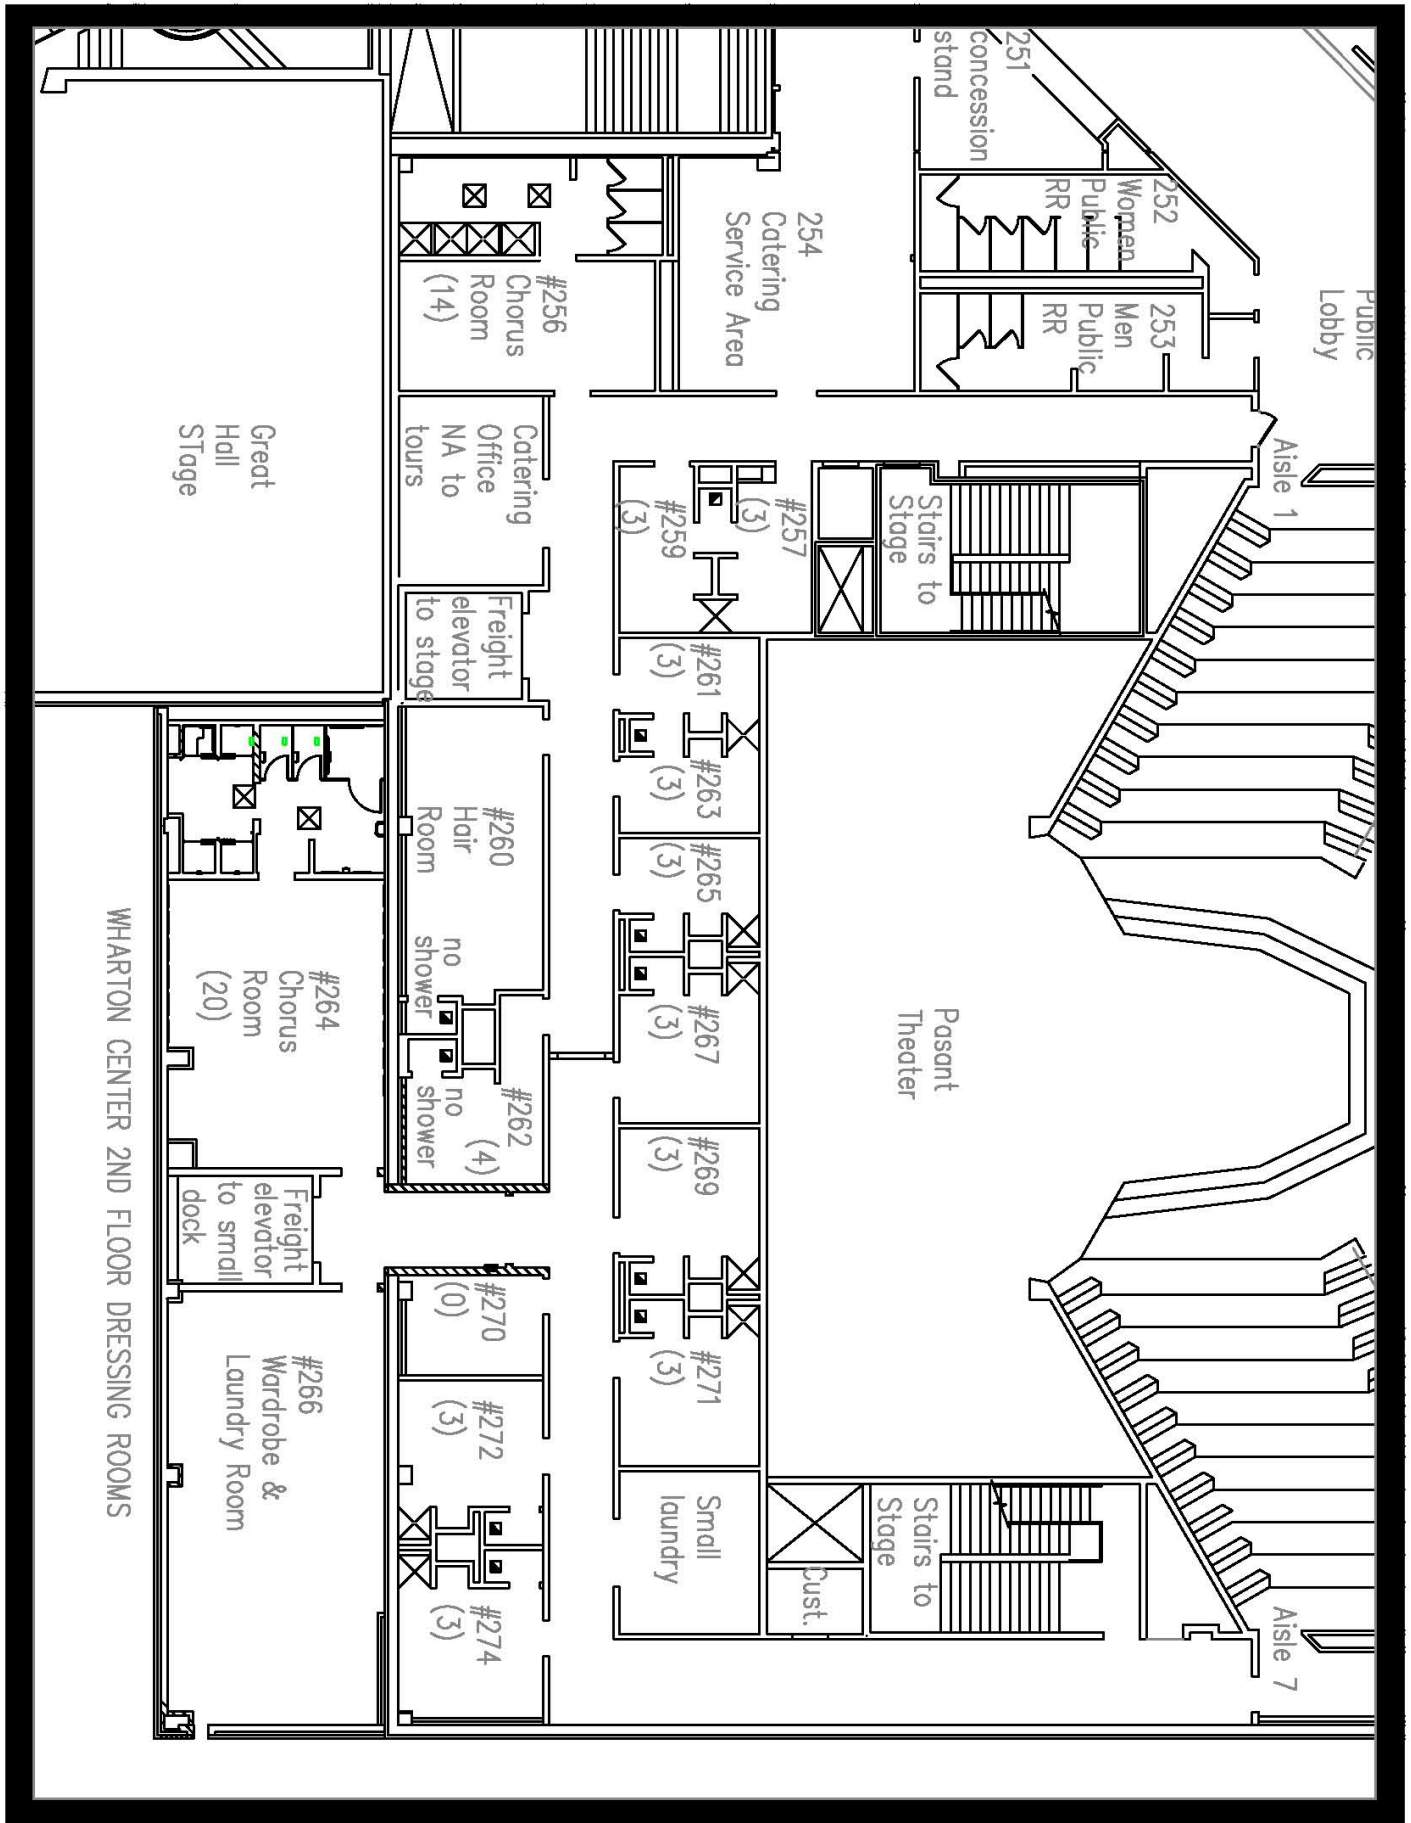 Public
Lobby
Aisle 1
Aisle 7
251
concession
stand
252
Women
Public
RR
253
Men
Public
RR
254
Catering
Service Area
Stairs to
Stage
Pasant
Theater
Stairs to
Stage
Cust.
#257
(3)
#259
(3)
#261
(3)
#263
(3)
#265
(3)
#267
(3)
#269
(3)
#271
(3)
Small
laundry
#256
Chorus
Room
(14)
Catering
Office
NA to
tours
Freight
elevator
to stage
#260
Hair
Room
no
shower
#262
(4)
no
shower
#270
(0)
#272
(3)
#274
(3)
Great
Hall
STage
#264
Chorus
Room
(20)
Freight
elevator
to small
dock
#266
Wardrobe &
Laundry Room
WHARTON CENTER 2ND FLOOR DRESSING ROOMS